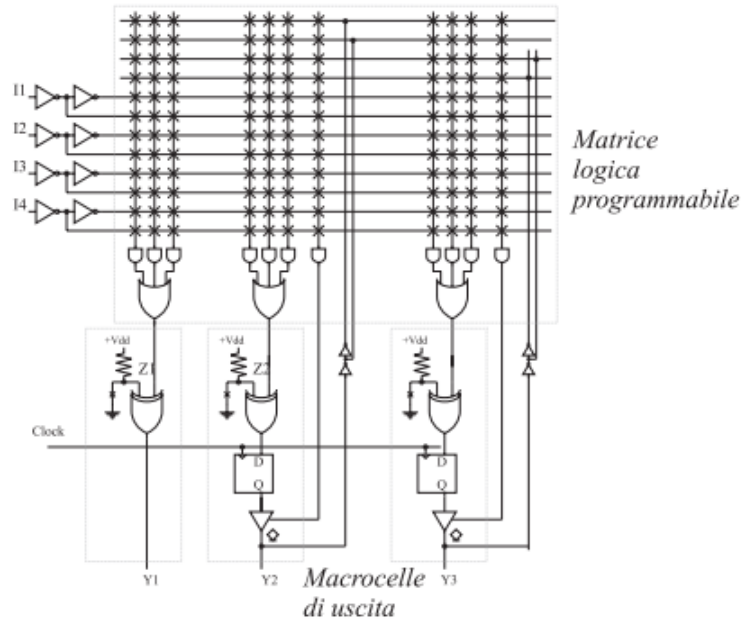 I1
I2
I3
I4
Matrice
logica
programmabile
+Vdd
Z1
+Vdd
Z2
+Vdd
Clock
D
Q
D
Q
Y1
Y2
Y3
Macrocelle
di uscita